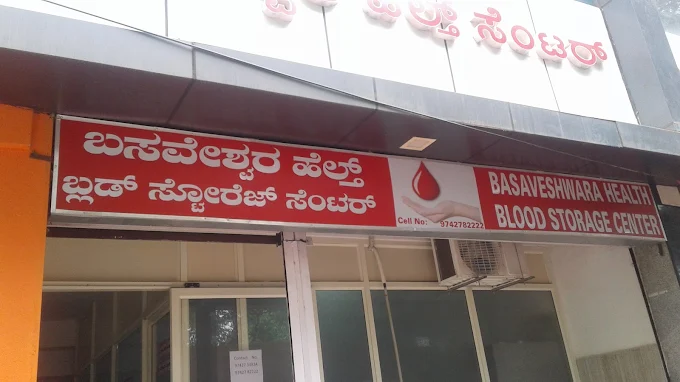 ಹೆಲ್ತ್ ಸೆಂಟರ್
ಬಸವೇಶ್ವರ ಹೆಲ್ತ್
ಬ್ಲಡ್ ಸ್ಟೋರೇಜ್ ಸೆಂಟರ್
Cell No: 9742782222
BASAVESHWARA HEALTH
BLOOD STORAGE CENTER